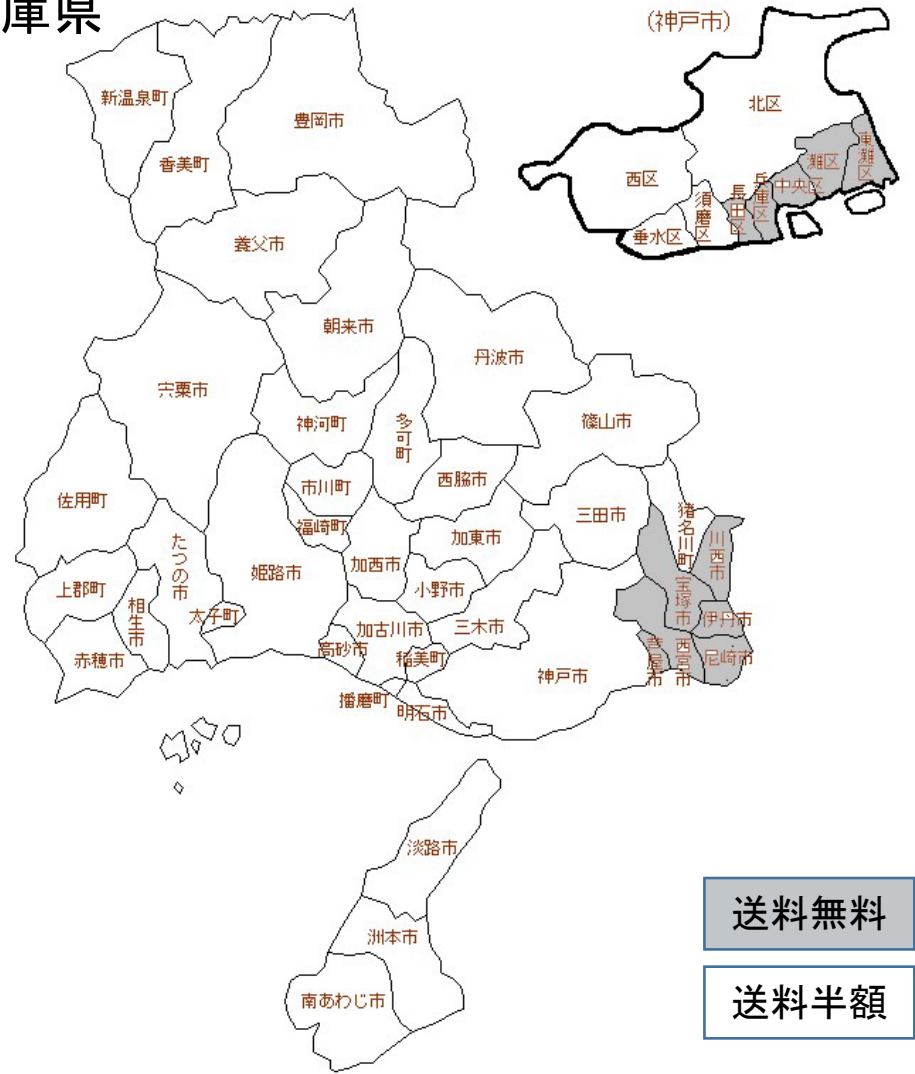 庫県
(神戸市)
新温泉町
豊岡市
香美町
北区
東灘区
灘区
西区
中央区
兵庫区
長田区
須磨区
垂水区
養父市
朝来市
丹波市
宍粟市
神河町
多可町
篠山市
西脇市
市川町
佐用町
三田市
猪名川町
福崎町
加東市
川西市
たつの市
加西市
姫路市
上郡町
小野市
宝塚市
相生市
太子町
伊丹市
加古川市
三木市
高砂市
赤穂市
稲美町
芦屋市
西宮市
尼崎市
神戸市
播磨町
明石市
淡路市
洲本市
南あわじ市
送料無料
送料半額